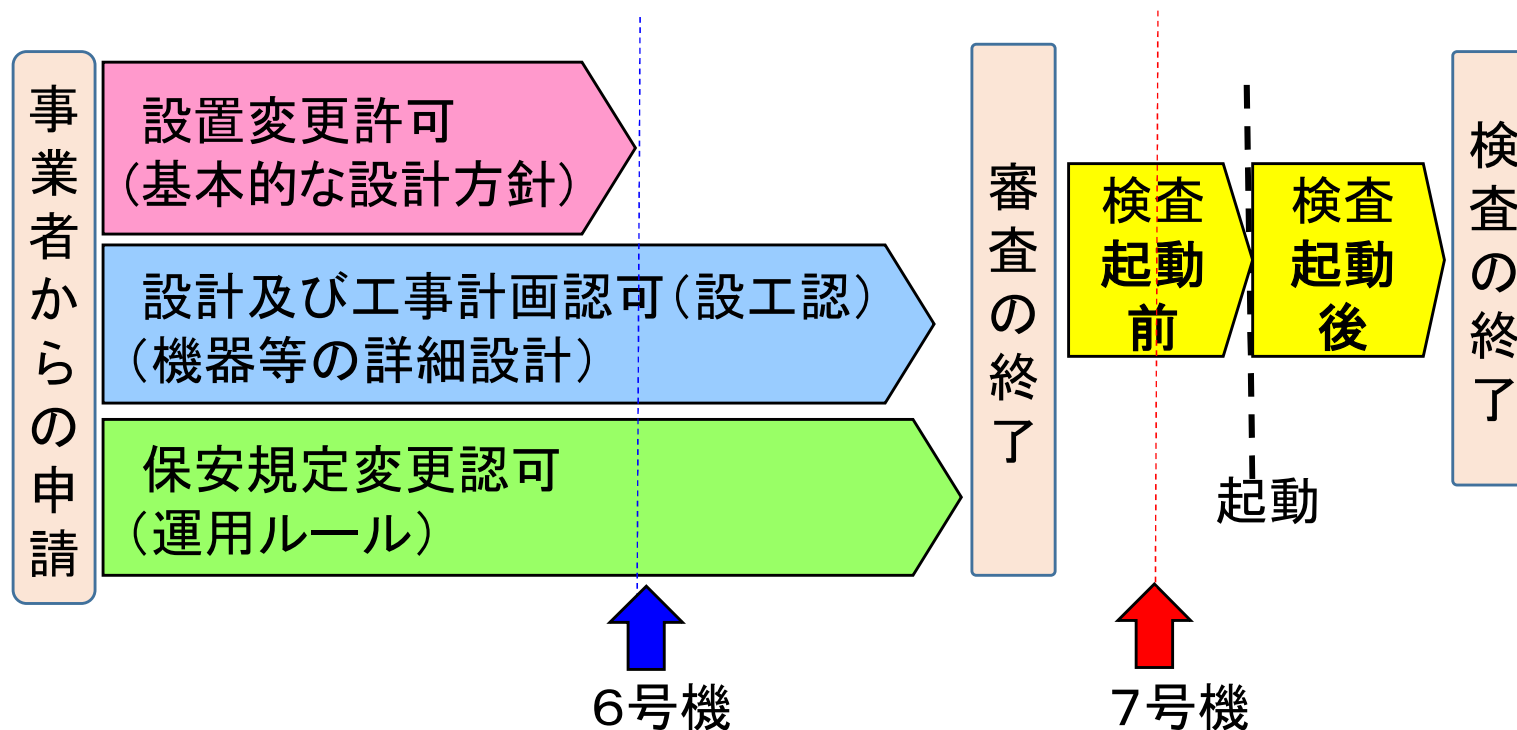 事業者からの申請
設置変更許可
(基本的な設計方針)
設計及び工事計画認可(設工認)
(機器等の詳細設計)
保安規定変更認可
(運用ルール)
審査の終了
検査
起動
前
検査
起動
後
起動
検査の終了
6号機
7号機